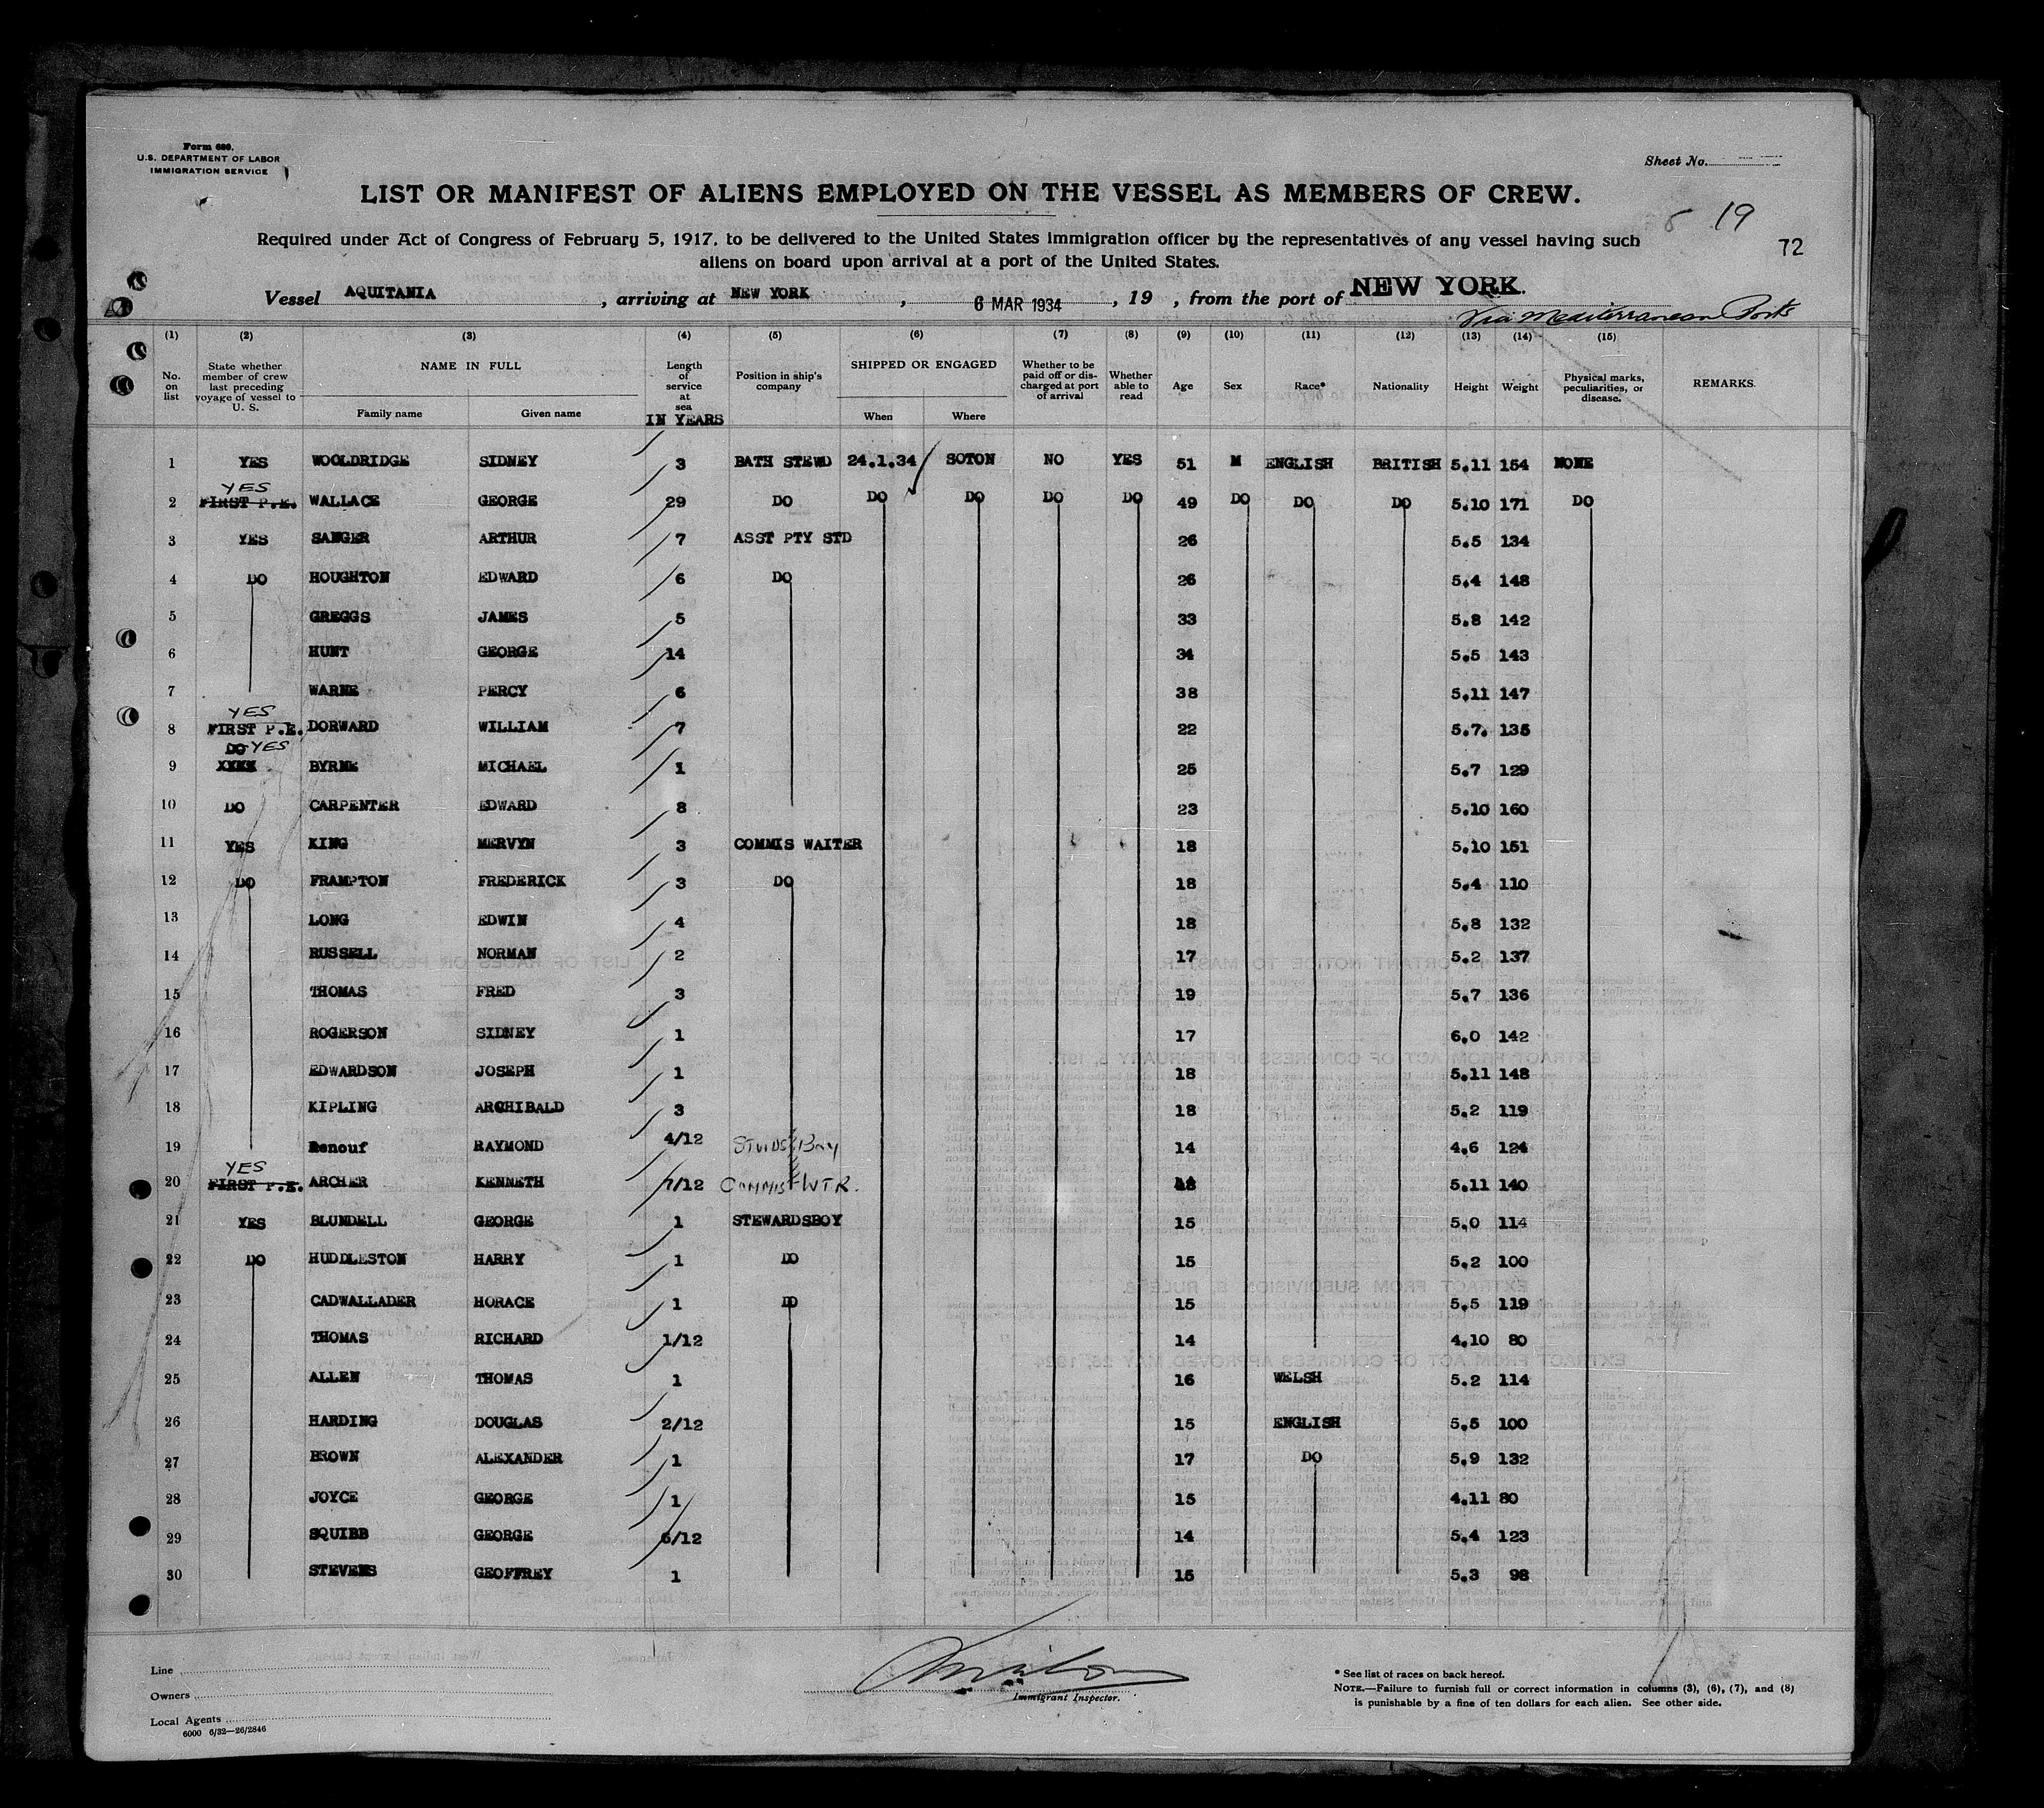 Form 680.
U.S. DEPARTMENT OF LABOR
IMMIGRATION SERVICE
Sheet No.
LIST OR MANIFEST OF ALIENS EMPLOYED ON THE VESSEL AS MEMBERS OF CREW.
19
Required under Act of Congress of February 5, 1917, to be delivered to the United States immigration officer by the representatives of any vessel having such
72
aliens on board upon arrival at a port of the United States.
Vessel AQUITANIA, arriving at NEW YORK, 6 MAR 1934, 19 , from the port of NEW YORK.
Via Mediterranean Ports
(1) (2) (3) (4) (5) (6) (7) (8) (9) (10) (11) (12) (13) (14) (15)
No. on list State whether member of crew last preceding voyage of vessel to U. S. NAME IN FULL Family name Given name Length of service at sea IN YEARS Position in ship's company SHIPPED OR ENGAGED When Where Whether to be paid off or discharged at port of arrival Whether able to read Age Sex Race* Nationality Height Weight Physical marks, peculiarities, or disease. REMARKS.
1 YES WOOLDRIDGE SIDNEY 3 BATH STEWD 24.1.34 SOTON NO YES 51 M ENGLISH BRITISH 5.11 154 NONE
YES
2 FIRST P.E. WALLACE GEORGE 29 DO DO DO DO DO 49 DO DO DO 5.10 171 DO
3 YES SANGER ARTHUR 7 ASST PTY STD 26 5.5 134
4 DO HOUGHTON EDWARD 6 DO 26 5.4 148
5 GREGGS JAMES 5 33 5.8 142
6 HUNT GEORGE 14 34 5.5 143
7 WARNE PERCY 6 38 5.11 147
YES
8 FIRST P.E. DORWARD WILLIAM 7 22 5.7. 135
DO YES
9 XXXX BYRNE MICHAEL 1 25 5.7 129
10 DO CARPENTER EDWARD 8 23 5.10 160
11 YES KING MERVYN 3 COMMIS WAITER 18 5.10 151
12 DO FRAMPTON FREDERICK 3 DO 18 5.4 110
13 LONG EDWIN 4 18 5.8 132
14 RUSSELL NORMAN 2 17 5.2 137
15 THOMAS FRED 3 19 5.7 136
16 ROGERSON SIDNEY 1 17 6.0 142
17 EDWARDSON JOSEPH 1 18 5.11 148
18 KIPLING ARCHIBALD 3 18 5.2 119
19 Renouf RAYMOND 4/12 STWDS BOY 14 4.6 124
YES
20 FIRST P.E. ARCHER KENNETH 7/12 COMMIS WTR. 5.11 140
21 YES BLUNDELL GEORGE 1 STEWARDSBOY 15 5.0 114
22 DO HUDDLESTON HARRY 1 DO 15 5.2 100
23 CADWALLADER HORACE 1 DO 15 5.5 119
24 THOMAS RICHARD 1/12 14 4.10 80
25 ALLEN THOMAS 1 16 WELSH 5.2 114
26 HARDING DOUGLAS 2/12 15 ENGLISH 5.5 100
27 BROWN ALEXANDER 1 17 DO 5.9 132
28 JOYCE GEORGE 1 15 4.11 80
29 SQUIBB GEORGE 6/12 14 5.4 123
30 STEVENS GEOFFREY 1 15 5.3 98
Line
Owners
Local Agents
6000 6/32—26/2846
Immigrant Inspector.
* See list of races on back hereof.
NOTE.—Failure to furnish full or correct information in columns (3), (6), (7), and (8)
is punishable by a fine of ten dollars for each alien. See other side.